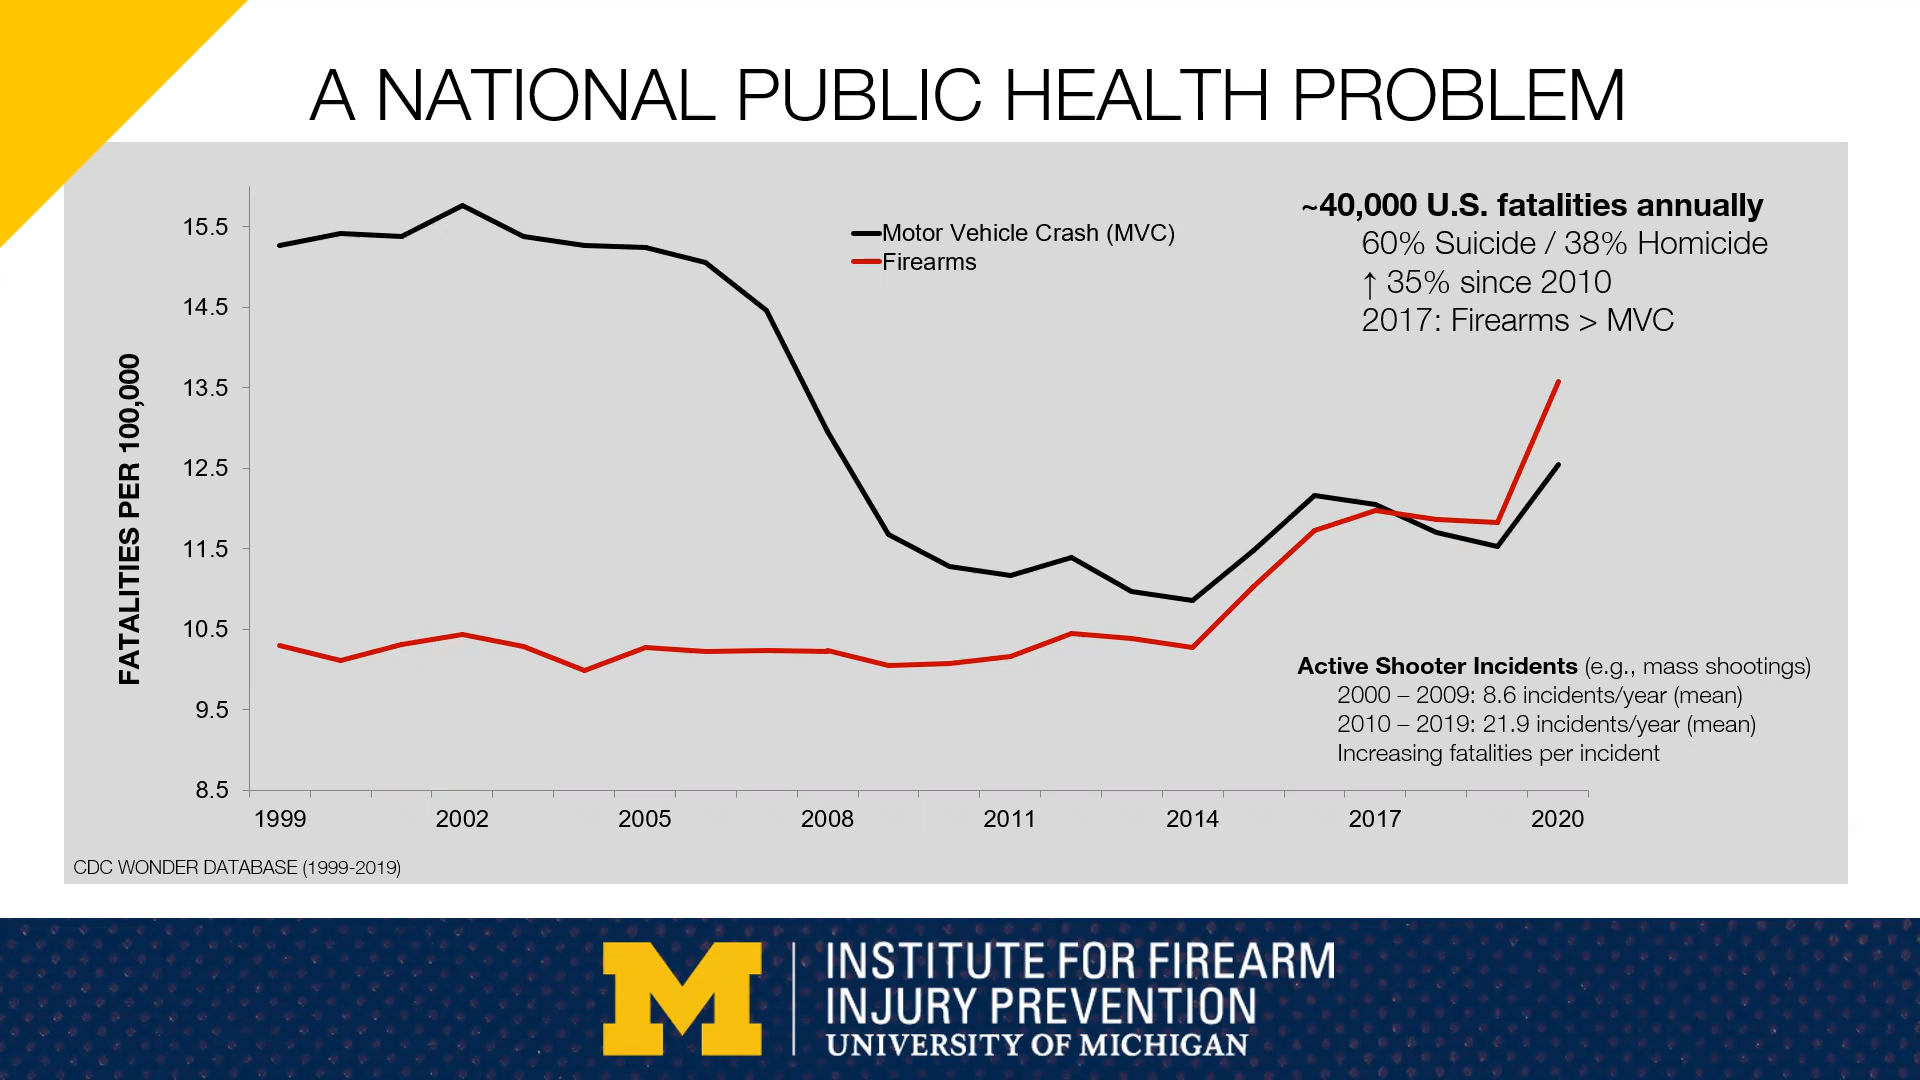 A NATIONAL PUBLIC HEALTH PROBLEM
~40,000 U.S. fatalities annually
60% Suicide / 38% Homicide
↑ 35% since 2010
2017: Firearms > MVC
Motor Vehicle Crash (MVC)
Firearms
FATALITIES PER 100,000
15.5
14.5
13.5
12.5
11.5
10.5
9.5
8.5
Active Shooter Incidents (e.g., mass shootings)
2000 – 2009: 8.6 incidents/year (mean)
2010 – 2019: 21.9 incidents/year (mean)
Increasing fatalities per incident
1999 2002 2005 2008 2011 2014 2017 2020
CDC WONDER DATABASE (1999-2019)
M
INSTITUTE FOR FIREARM
INJURY PREVENTION
UNIVERSITY OF MICHIGAN